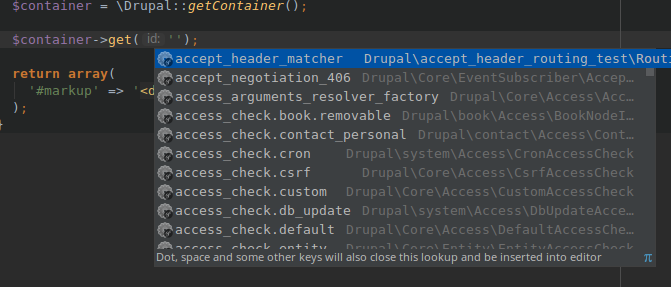 $container = \Drupal::getContainer();
$container->get( id: '');
accept_header_matcher Drupal\accept_header_routing_test\Routi
return array( accept_negotiation_406 Drupal\Core\EventSubscriber\Accep…
'#markup' => '<d access_arguments_resolver_factory Drupal\Core\Access\Acc…
); access_check.book.removable Drupal\book\Access\BookNodeI…
} access_check.contact_personal Drupal\contact\Access\Cont…
access_check.cron Drupal\system\Access\CronAccessCheck
access_check.csrf Drupal\Core\Access\CsrfAccessCheck
access_check.custom Drupal\Core\Access\CustomAccessCheck
access_check.db_update Drupal\system\Access\DbUpdateAcce…
access_check.default Drupal\Core\Access\DefaultAccessChe…
access_check.entity Drupal\Core\Entity\EntityAccessCheck
Dot, space and some other keys will also close this lookup and be inserted into editor π